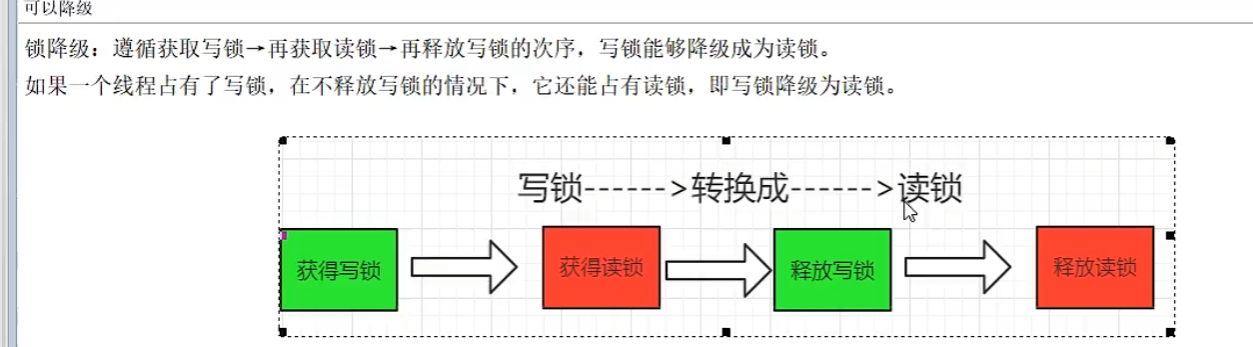 可以降级
锁降级：遵循获取写锁→再获取读锁→再释放写锁的次序，写锁能够降级成为读锁。
如果一个线程占有了写锁，在不释放写锁的情况下，它还能占有读锁，即写锁降级为读锁。
写锁------>转换成------>读锁
获得写锁 获得读锁 释放写锁 释放读锁